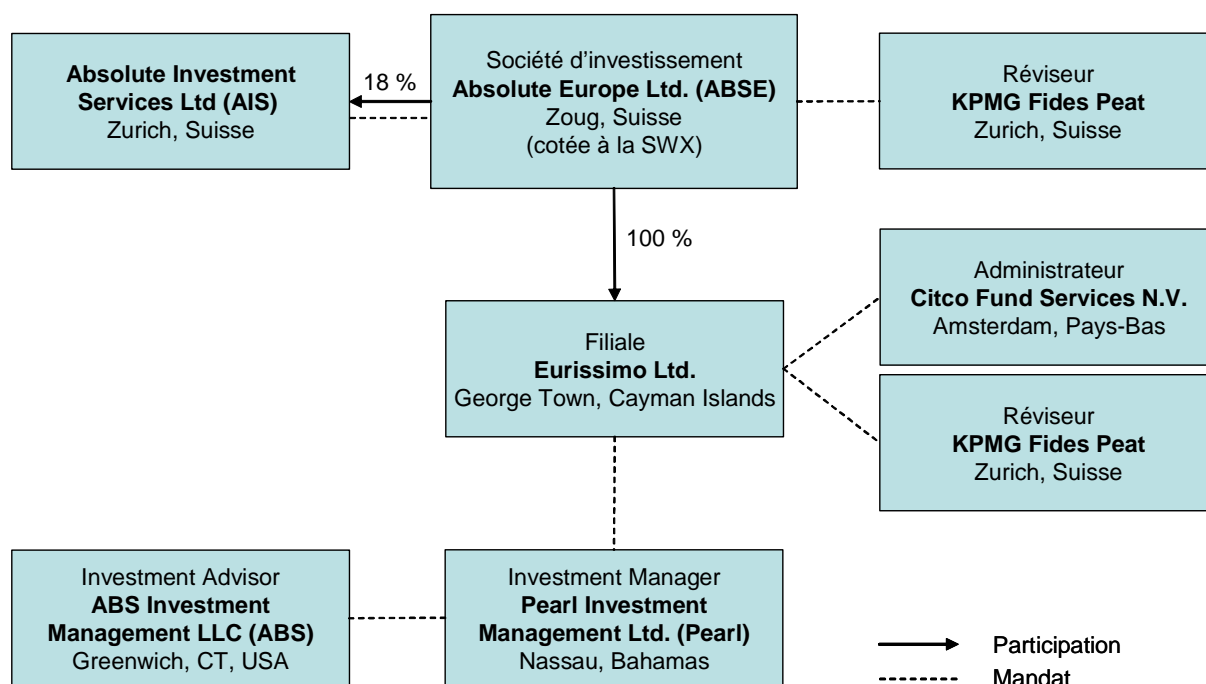 Absolute Investment
Services Ltd (AIS)
Zurich, Suisse
18 %
Société d'investissement
Absolute Europe Ltd. (ABSE)
Zoug, Suisse
(cotée à la SWX)
Réviseur
KPMG Fides Peat
Zurich, Suisse
100 %
Administrateur
Citco Fund Services N.V.
Amsterdam, Pays-Bas
Filiale
Eurissimo Ltd.
George Town, Cayman Islands
Réviseur
KPMG Fides Peat
Zurich, Suisse
Investment Advisor
ABS Investment
Management LLC (ABS)
Greenwich, CT, USA
Investment Manager
Pearl Investment
Management Ltd. (Pearl)
Nassau, Bahamas
Participation
Mandat